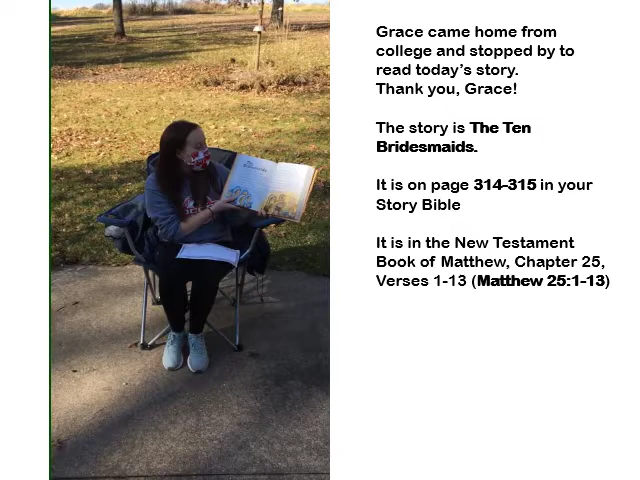 Grace came home from
college and stopped by to
read today's story.
Thank you, Grace!
The story is The Ten
Bridesmaids.
It is on page 314-315 in your
Story Bible
It is in the New Testament
Book of Matthew, Chapter 25,
Verses 1-13 (Matthew 25:1-13)